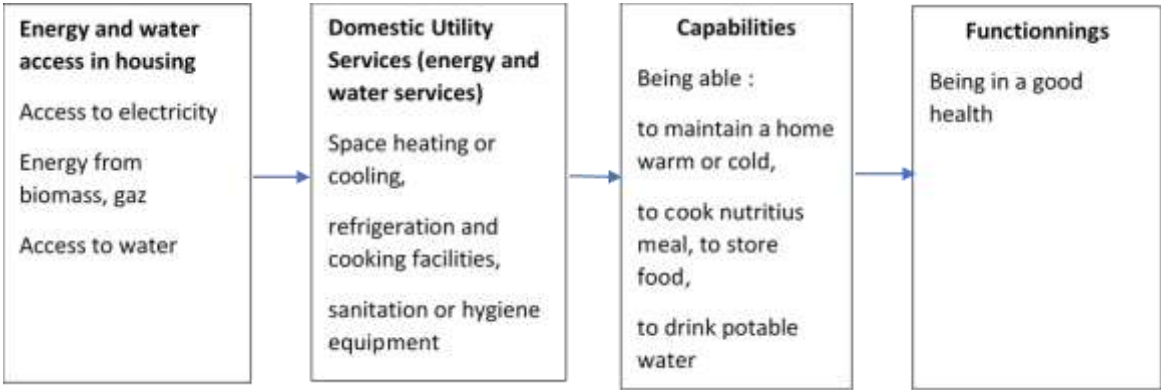 Energy and water
access in housing
Access to electricity
Energy from
biomass, gaz
Access to water
Domestic Utility
Services (energy and
water services)
Space heating or
cooling,
refrigeration and
cooking facilities,
sanitation or hygiene
equipment
Capabilities
Being able :
to maintain a home
warm or cold,
to cook nutritius
meal, to store
food,
to drink potable
water
Functionnings
Being in a good
health